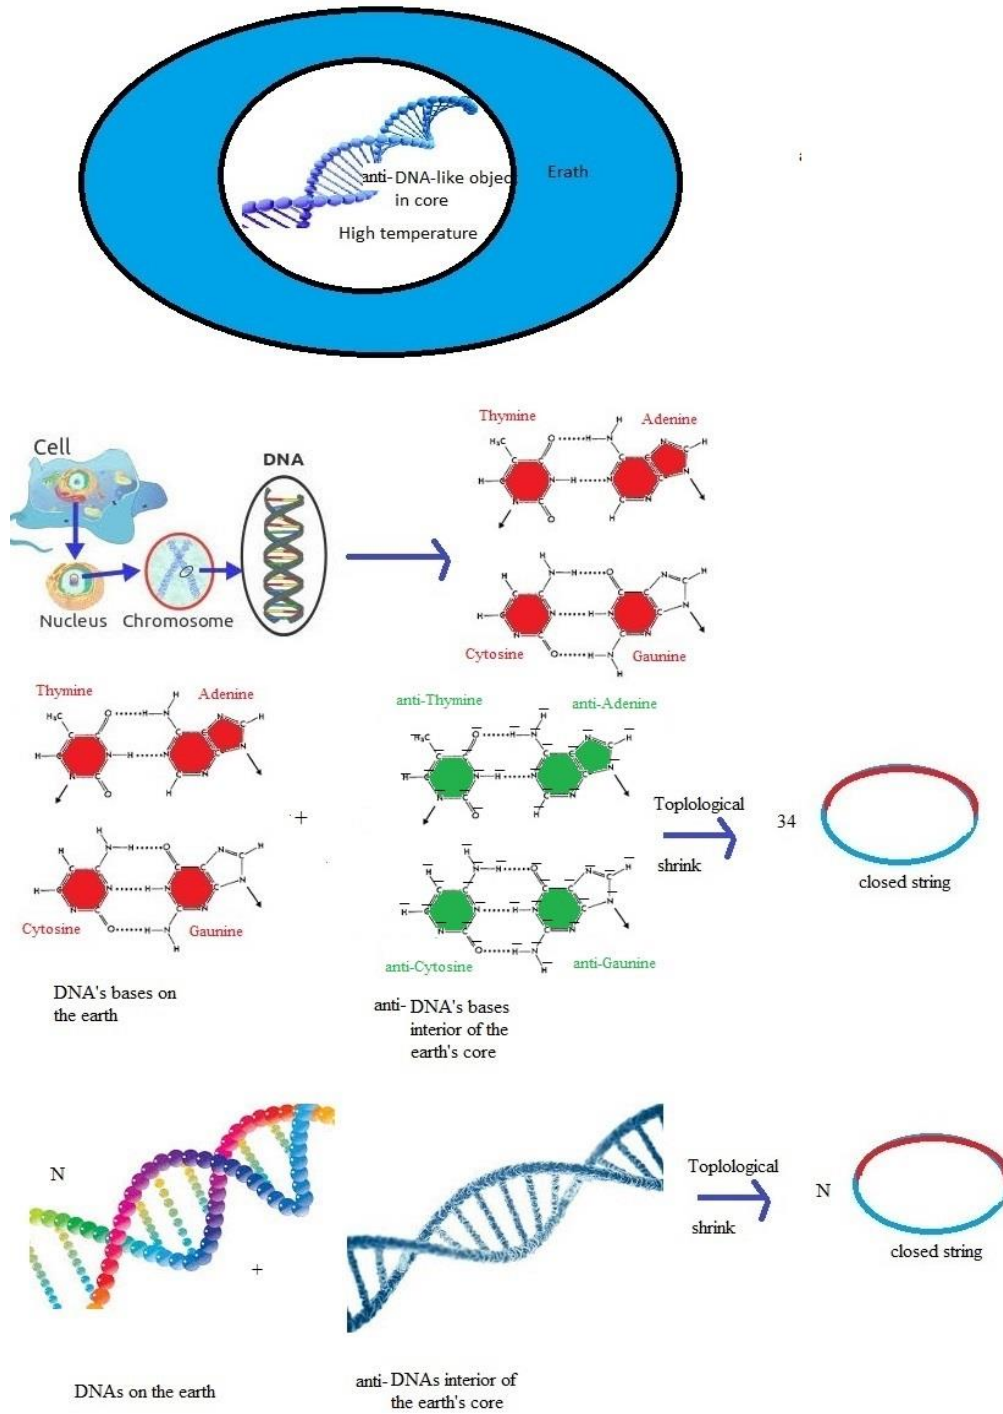 Erath
anti- DNA-like objec
in core
High temperature
Cell
Nucleus
Chromosome
DNA
Thymine
Adenine
Cytosine
Gaunine
Thymine
Adenine
Cytosine
Gaunine
DNA's bases on
the earth
+
anti-Thymine
anti-Adenine
anti-Cytosine
anti-Gaunine
anti- DNA's bases
interior of the
earth's core
Toplological
shrink
34
closed string
N
+
DNAs on the earth
anti- DNAs interior of
the earth's core
Toplological
shrink
N
closed string